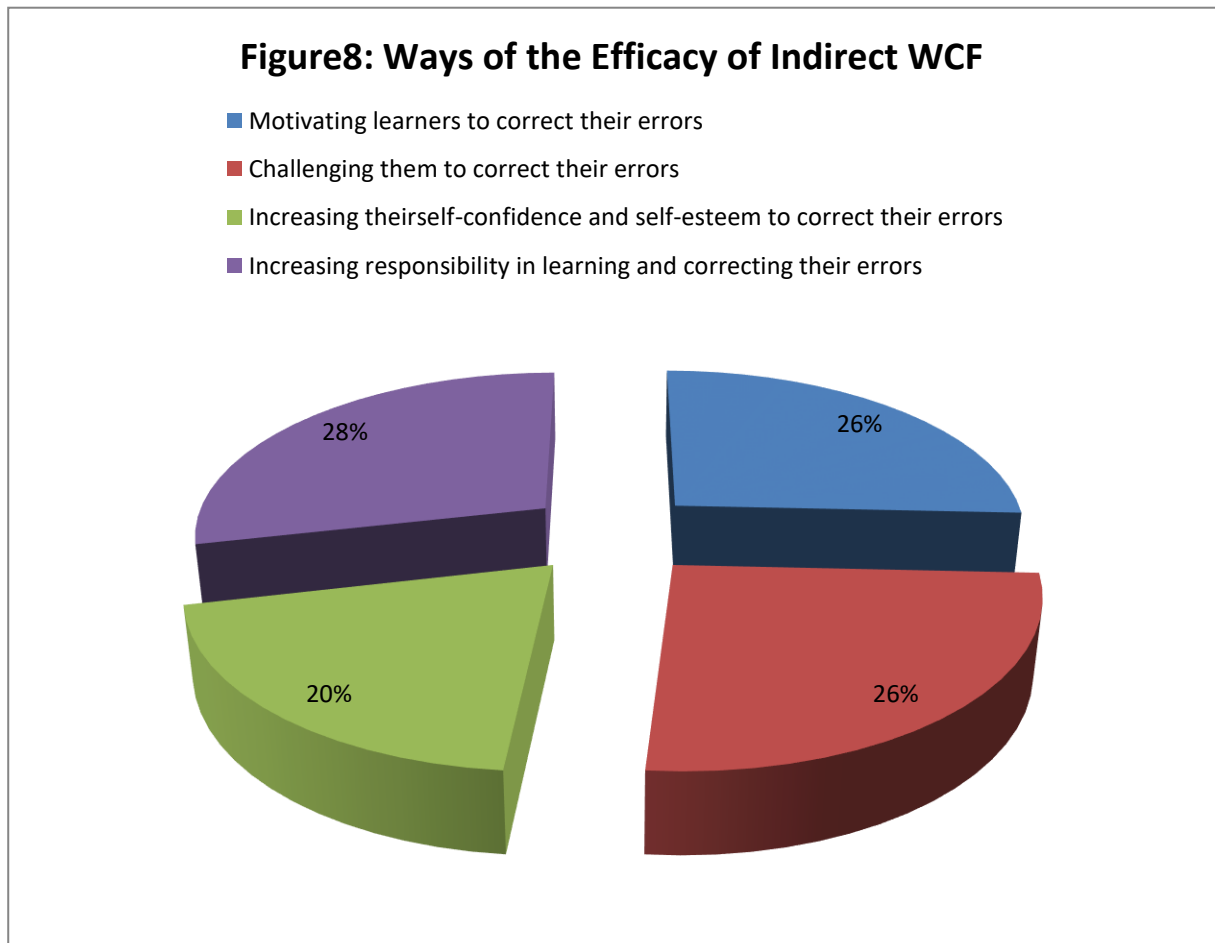 Figure8: Ways of the Efficacy of Indirect WCF
Motivating learners to correct their errors
Challenging them to correct their errors
Increasing theirself-confidence and self-esteem to correct their errors
Increasing responsibility in learning and correcting their errors
28%
26%
20%
26%